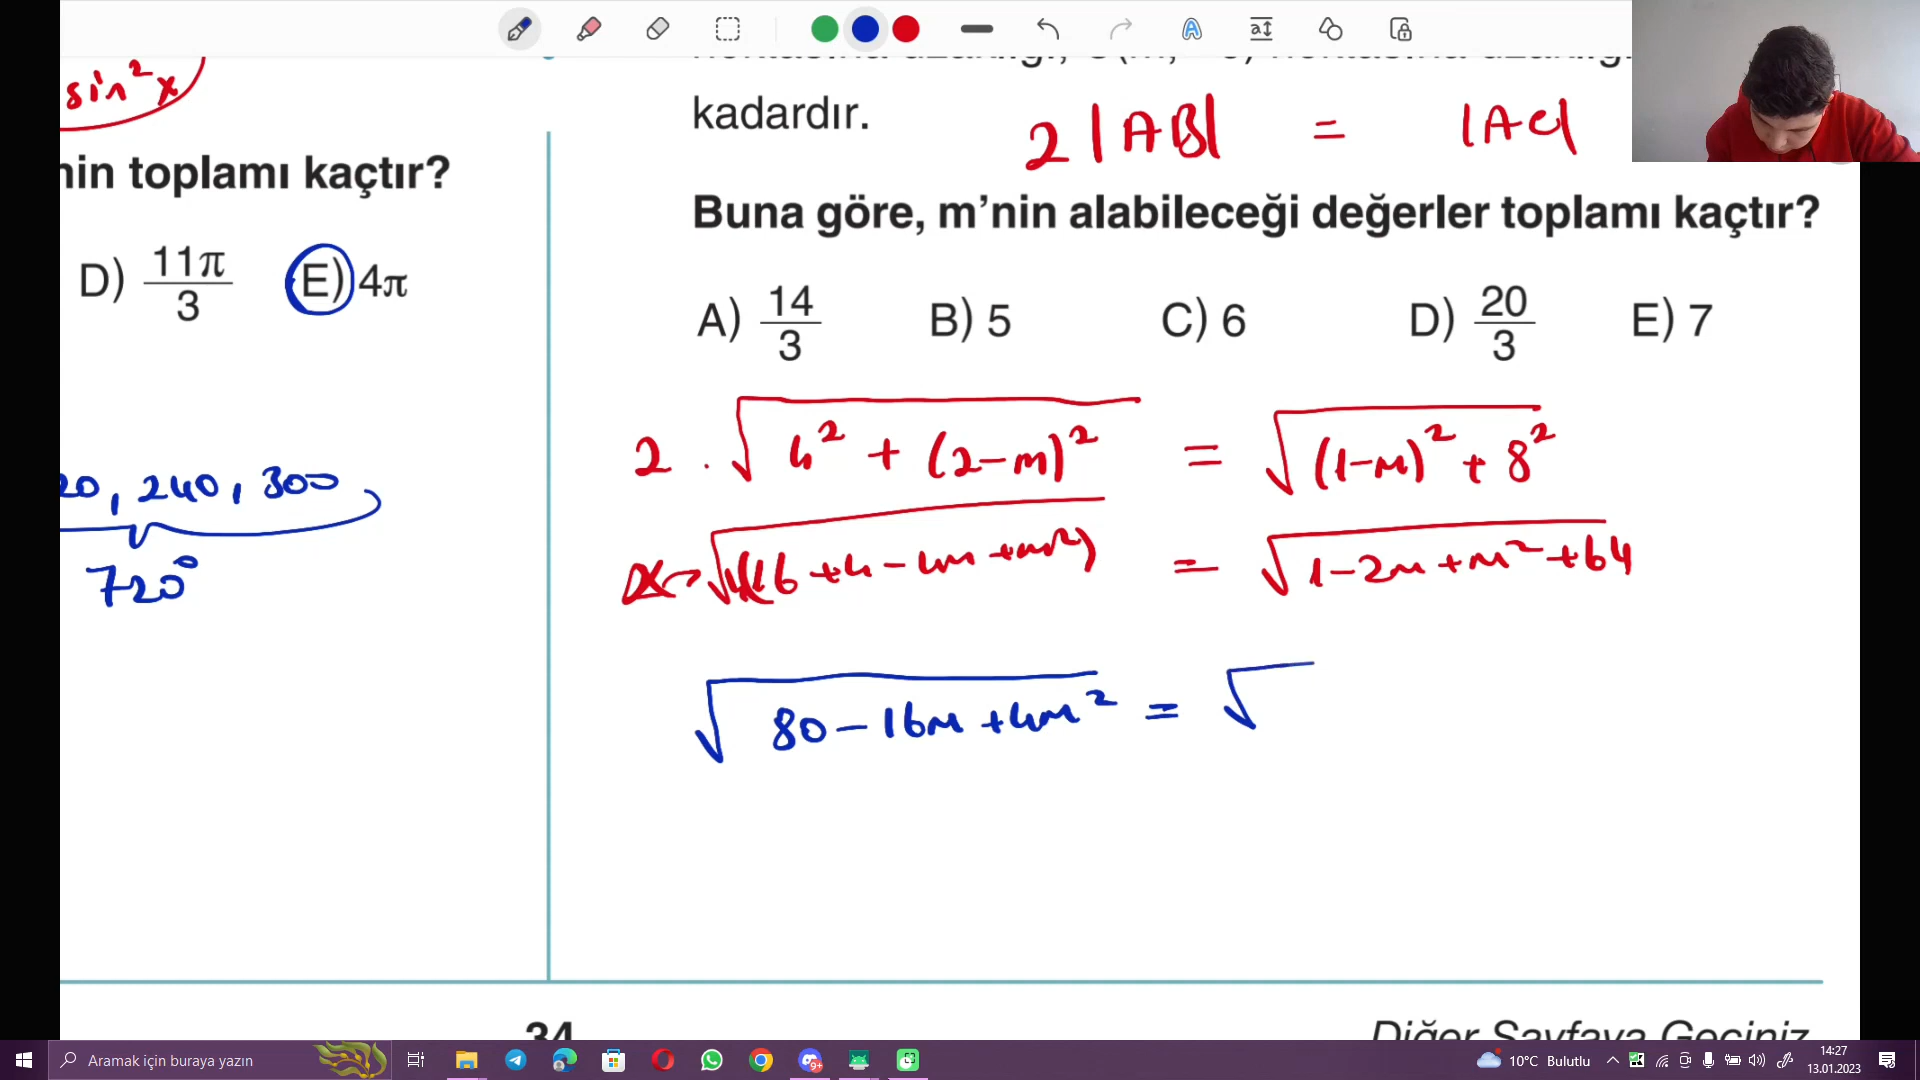 sin²x
kadardır.
2 |AB| = |AC|
nin toplamı kaçtır?
Buna göre, m’nin alabileceği değerler toplamı kaçtır?
D) 11π/3 E) 4π
A) 14/3 B) 5 C) 6 D) 20/3 E) 7
2 . √(4² + (2-m)²) = √((1-m)² + 8²)
√(4(16+4-4m+m²)) = √(1-2m+m²+64)
20, 240, 300
720°
√(80-16m+4m²) = √
34
Diğer Sayfaya Geçiniz.
Aramak için buraya yazın
9+
10°C Bulutlu
14:27
13.01.2023